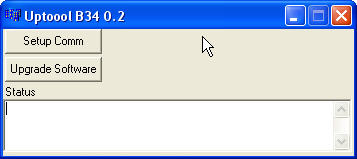 Uptoool B34 0.2
Setup Comm
Upgrade Software
Status